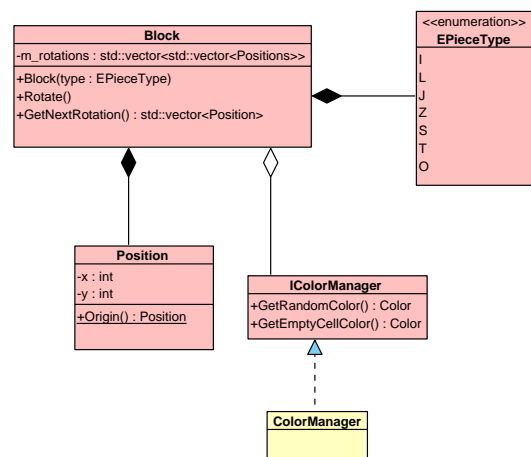 Block
-m_rotations : std::vector<std::vector<Positions>>
+Block(type : EPieceType)
+Rotate()
+GetNextRotation() : std::vector<Position>
<<enumeration>>
EPieceType
I
L
J
Z
S
T
O
Position
-x : int
-y : int
+Origin() : Position
IColorManager
+GetRandomColor() : Color
+GetEmptyCellColor() : Color
ColorManager